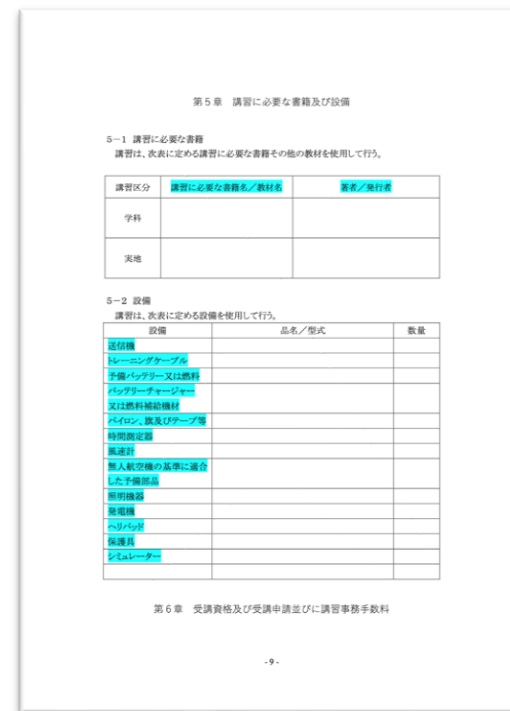 第5章　講習に必要な書籍及び設備
5－1 講習に必要な書籍
講習は、次表に定める講習に必要な書籍その他の教材を使用して行う。
講習区分 講習に必要な書籍名／教材名 著者／発行者
学科
実地
5－2 設備
講習は、次表に定める設備を使用して行う。
設備 品名／型式 数量
送信機
トレーニングケーブル
予備バッテリー又は燃料
バッテリーチャージャー
又は燃料補給機材
パイロン、旗及びテープ等
時間測定器
風速計
無人航空機の基準に適合
した予備部品
照明機器
発電機
ヘリパッド
保護具
シミュレーター
第6章　受講資格及び受講申請並びに講習事務手数料
- 9 -